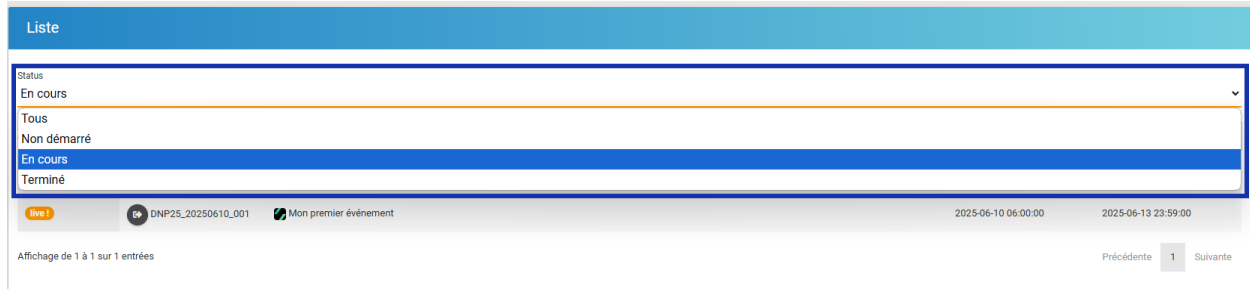 Liste
Status
En cours
Tous
Non démarré
En cours
Terminé
live ! DNP25_20250610_001 Mon premier événement 2025-06-10 06:00:00 2025-06-13 23:59:00
Affichage de 1 à 1 sur 1 entrées Précédente 1 Suivante